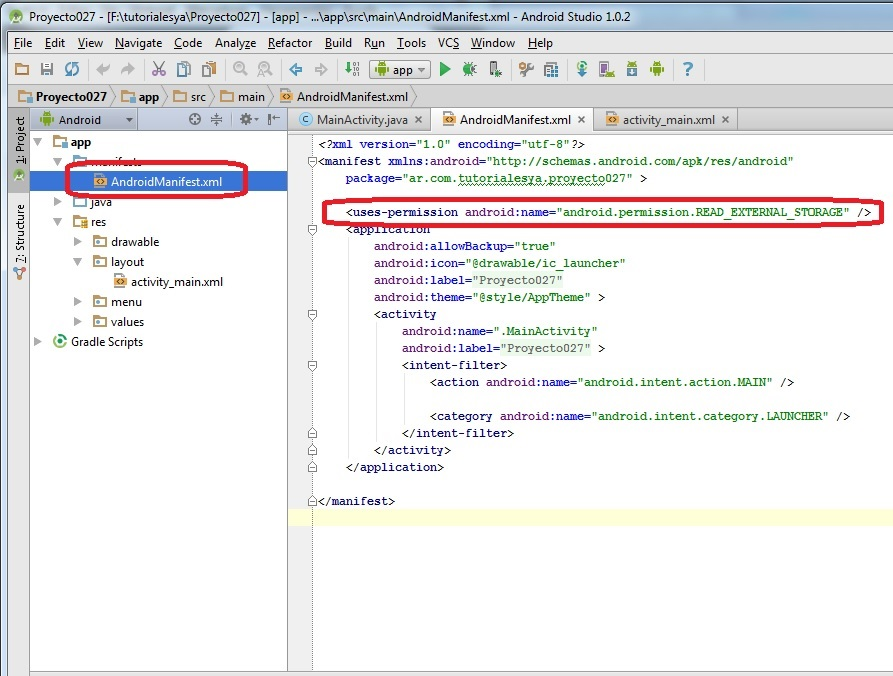 Proyecto027 - [F:\tutorialesya\Proyecto027] - [app] - ...\app\src\main\AndroidManifest.xml - Android Studio 1.0.2
File Edit View Navigate Code Analyze Refactor Build Run Tools VCS Window Help
app
Proyecto027 app src main AndroidManifest.xml
1: Project
7: Structure
Android
app
manifests
AndroidManifest.xml
java
res
drawable
layout
activity_main.xml
menu
values
Gradle Scripts
MainActivity.java AndroidManifest.xml activity_main.xml
<?xml version="1.0" encoding="utf-8"?>
<manifest xmlns:android="http://schemas.android.com/apk/res/android"
package="ar.com.tutorialesya.proyecto027" >
<uses-permission android:name="android.permission.READ_EXTERNAL_STORAGE" />
<application
android:allowBackup="true"
android:icon="@drawable/ic_launcher"
android:label="Proyecto027"
android:theme="@style/AppTheme" >
<activity
android:name=".MainActivity"
android:label="Proyecto027" >
<intent-filter>
<action android:name="android.intent.action.MAIN" />
<category android:name="android.intent.category.LAUNCHER" />
</intent-filter>
</activity>
</application>
</manifest>